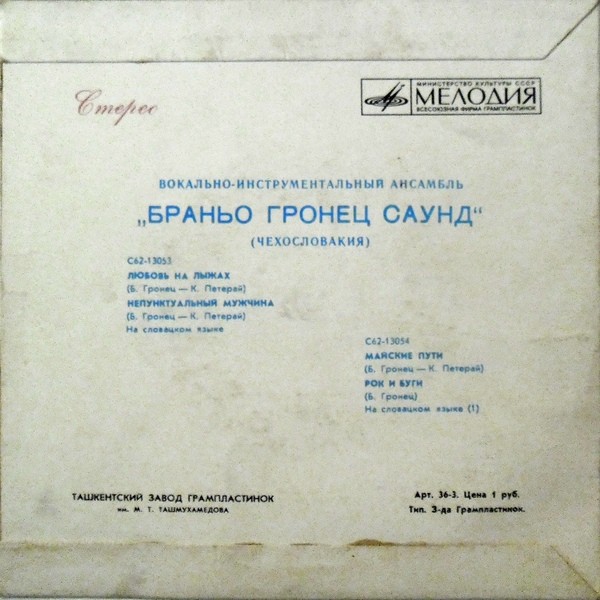 Стерео
МИНИСТЕРСТВО КУЛЬТУРЫ СССР
МЕЛОДИЯ
ВСЕСОЮЗНАЯ ФИРМА ГРАМПЛАСТИНОК
ВОКАЛЬНО-ИНСТРУМЕНТАЛЬНЫЙ АНСАМБЛЬ
„БРАНЬО ГРОНЕЦ САУНД“
(ЧЕХОСЛОВАКИЯ)
С62-13053
ЛЮБОВЬ НА ЛЫЖАХ
(Б. Гронец — К. Петерай)
НЕПУНКТУАЛЬНЫЙ МУЖЧИНА
(Б. Гронец — К. Петерай)
На словацком языке
С62-13054
МАЙСКИЕ ПУТИ
(Б. Гронец — К. Петерай)
РОК И БУГИ
(Б. Гронец)
На словацком языке (1)
ТАШКЕНТСКИЙ ЗАВОД ГРАМПЛАСТИНОК
им. М. Т. ТАШМУХАМЕДОВА
Арт. 36-3. Цена 1 руб.
Тип. З-да Грампластинок.